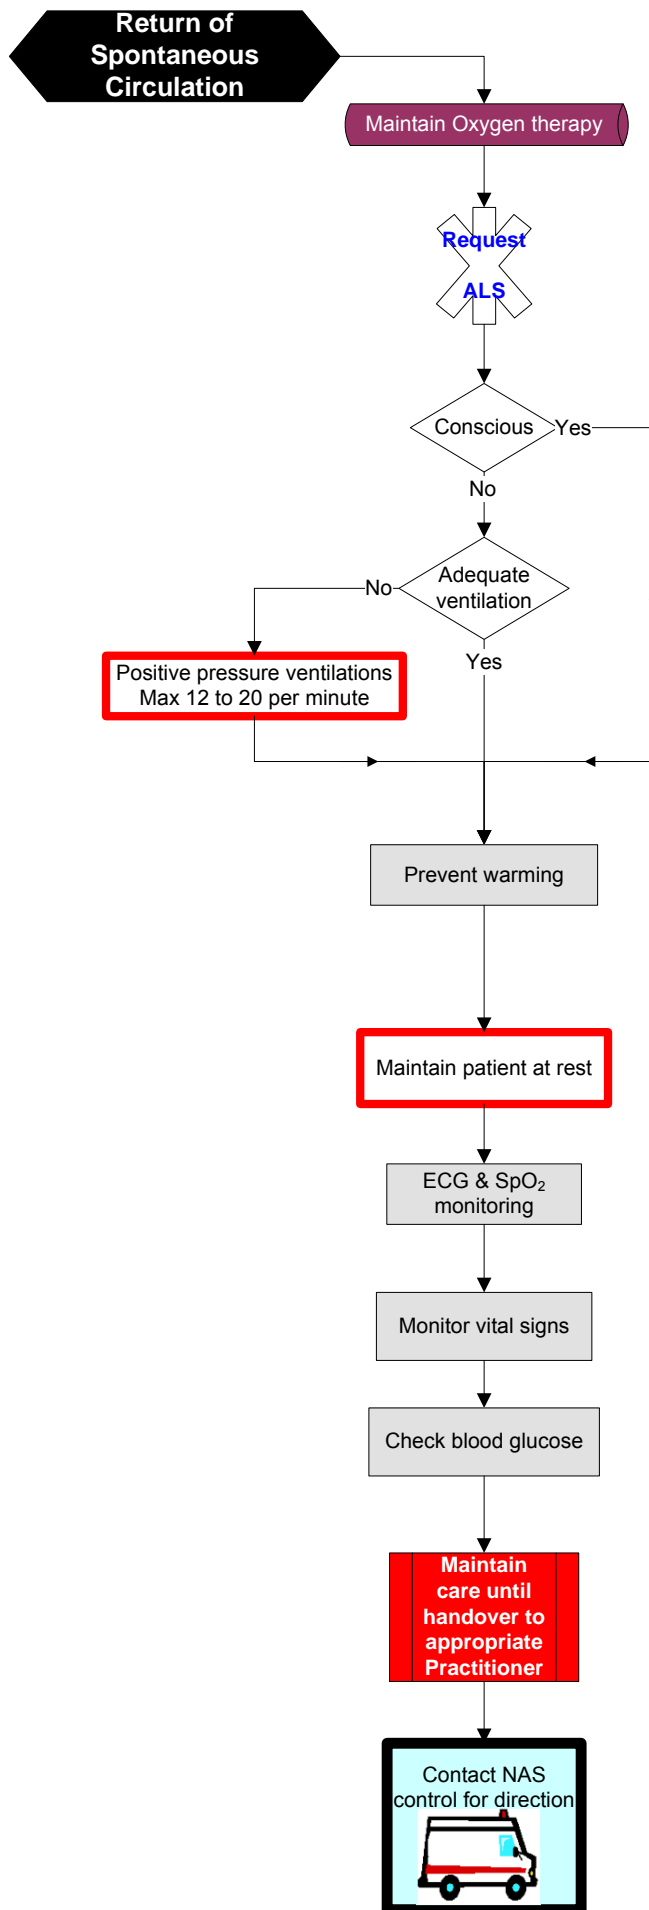 Return of
Spontaneous
Circulation
Maintain Oxygen therapy
Request
ALS
Conscious
Yes
No
Adequate
ventilation
No
Yes
Positive pressure ventilations
Max 12 to 20 per minute
Prevent warming
Maintain patient at rest
ECG & SpO₂
monitoring
Monitor vital signs
Check blood glucose
Maintain
care until
handover to
appropriate
Practitioner
Contact NAS
control for direction